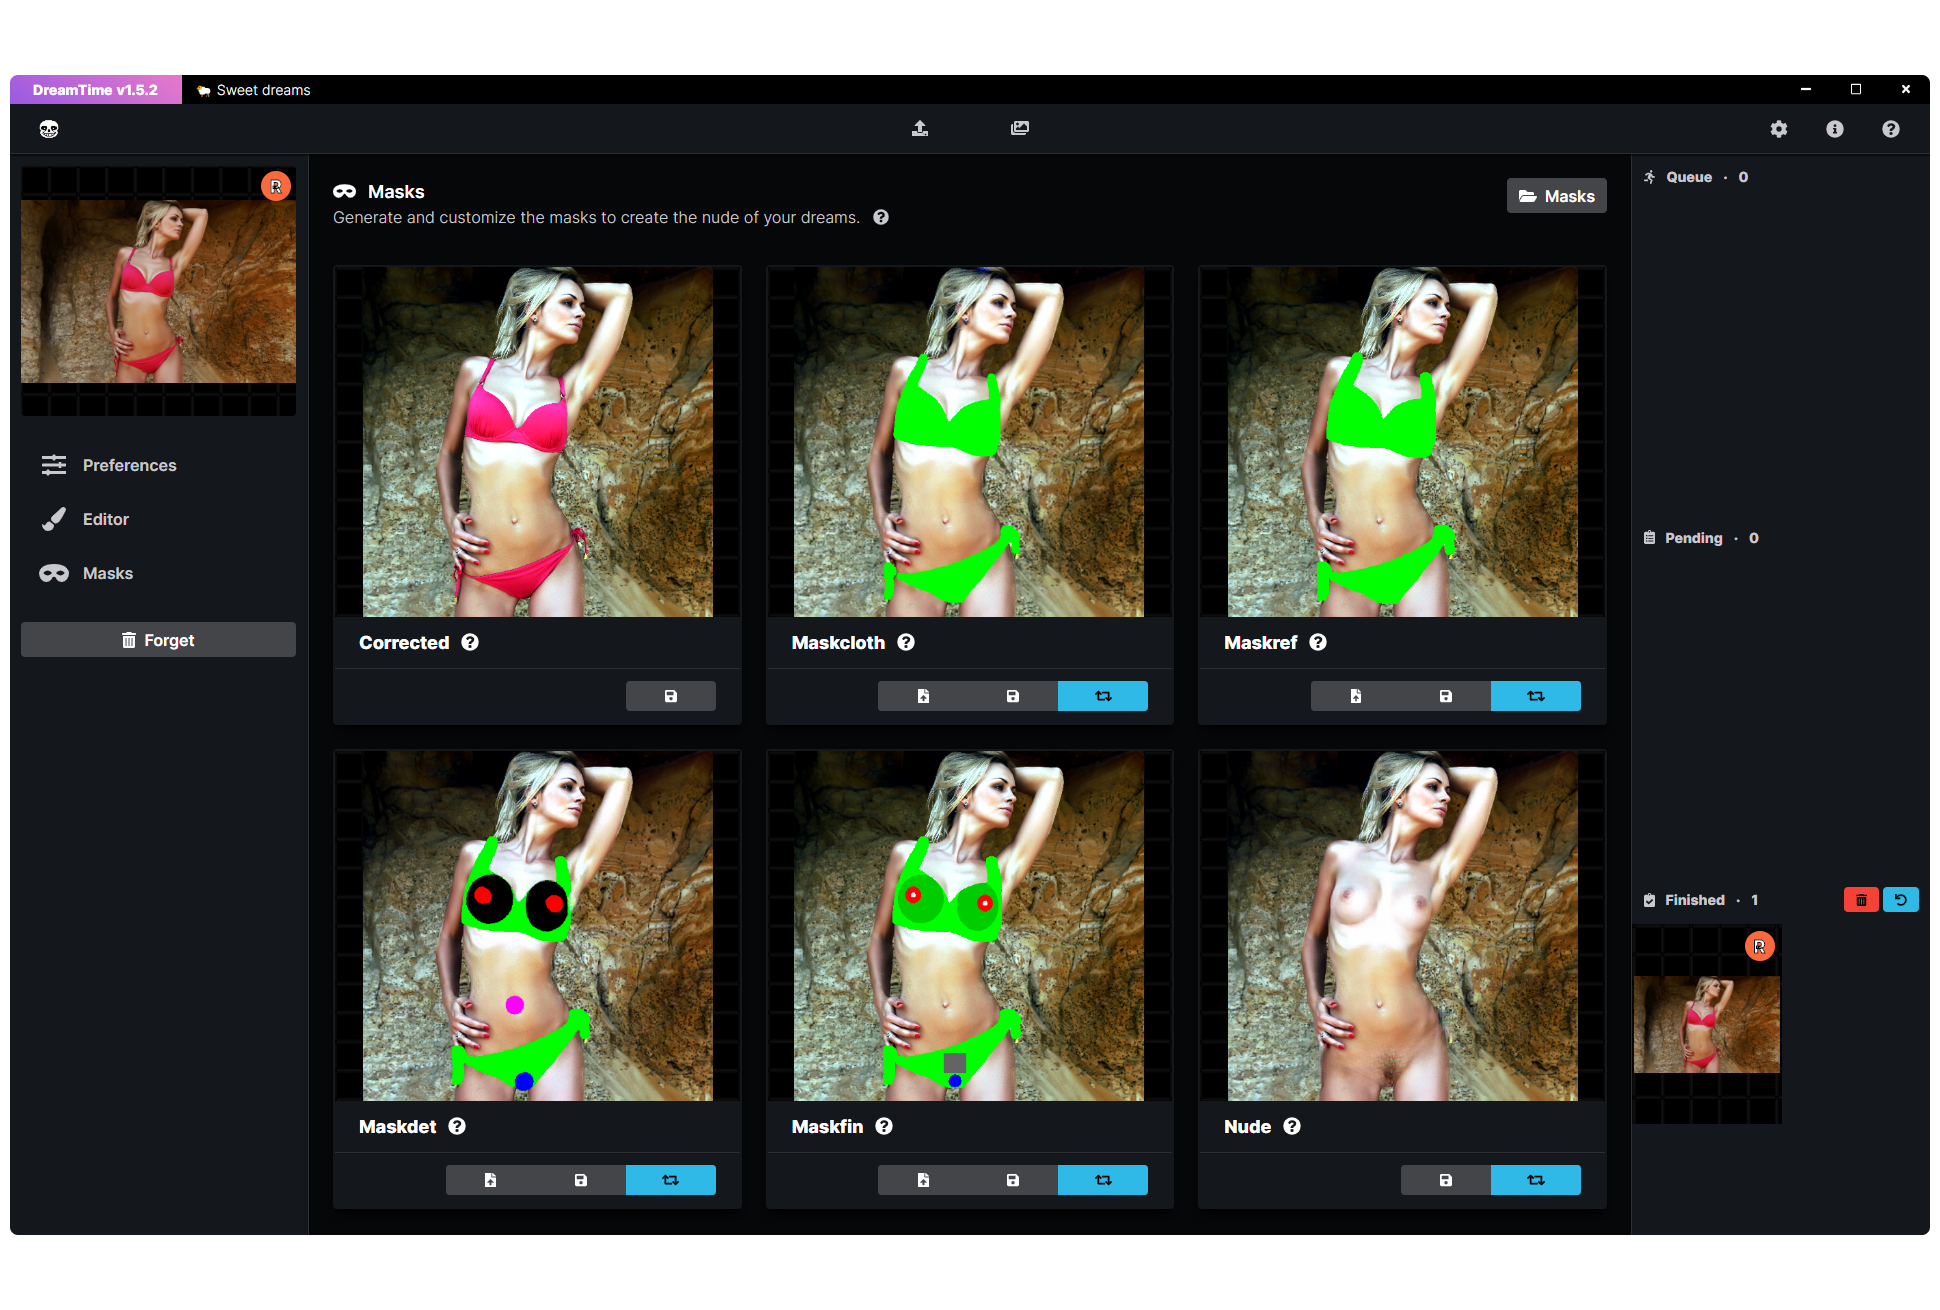 DreamTime v1.5.2
Sweet dreams
Preferences
Editor
Masks
Forget
Masks
Generate and customize the masks to create the nude of your dreams.
Masks
Corrected
Maskcloth
Maskref
Maskdet
Maskfin
Nude
Queue · 0
Pending · 0
Finished · 1
R
R